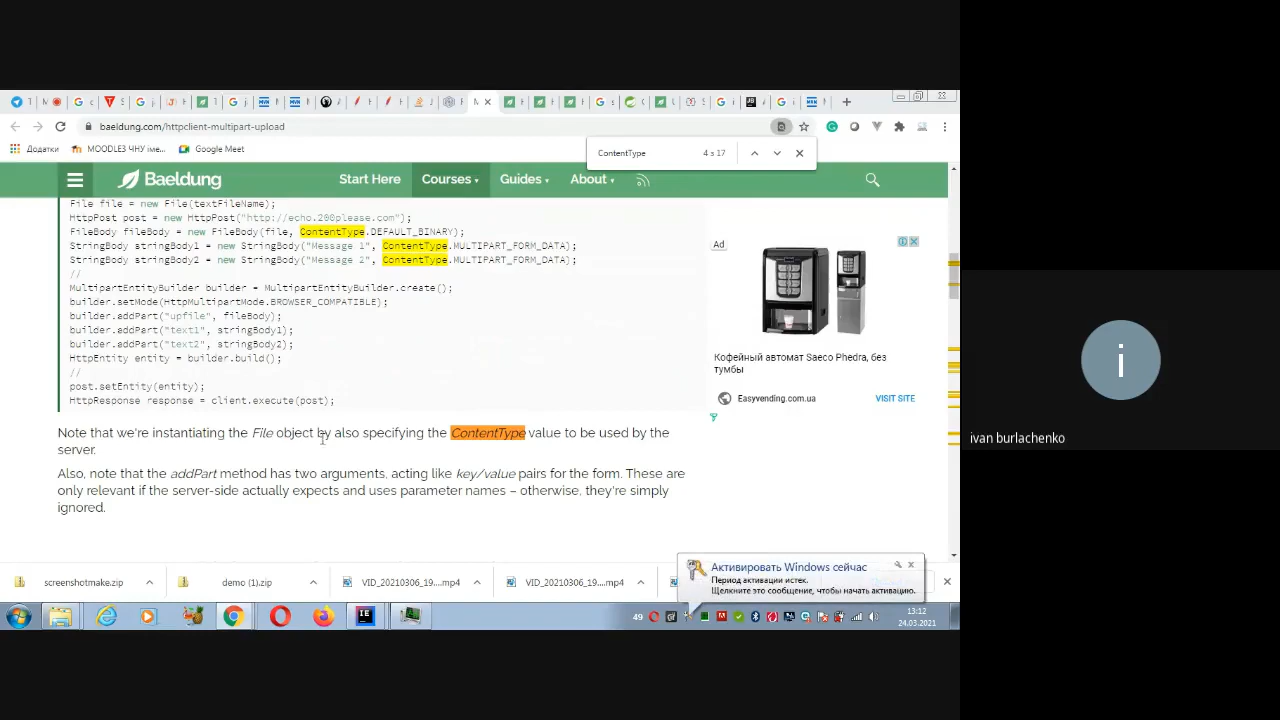 baeldung.com/httpclient-multipart-upload
Додатки
MOODLE3 ЧНУ імені...
Google Meet
ContentType
4 з 17
Baeldung
Start Here
Courses
Guides
About
File file = new File(textFileName);
HttpPost post = new HttpPost("http://echo.200please.com");
FileBody fileBody = new FileBody(file, ContentType.DEFAULT_BINARY);
StringBody stringBody1 = new StringBody("Message 1", ContentType.MULTIPART_FORM_DATA);
StringBody stringBody2 = new StringBody("Message 2", ContentType.MULTIPART_FORM_DATA);
//
MultipartEntityBuilder builder = MultipartEntityBuilder.create();
builder.setMode(HttpMultipartMode.BROWSER_COMPATIBLE);
builder.addPart("upfile", fileBody);
builder.addPart("text1", stringBody1);
builder.addPart("text2", stringBody2);
HttpEntity entity = builder.build();
//
post.setEntity(entity);
HttpResponse response = client.execute(post);
Note that we're instantiating the File object by also specifying the ContentType value to be used by the
server.
Also, note that the addPart method has two arguments, acting like key/value pairs for the form. These are
only relevant if the server-side actually expects and uses parameter names – otherwise, they're simply
ignored.
Ad
Кофейный автомат Saeco Phedra, без
тумбы
Easyvending.com.ua
VISIT SITE
ivan burlachenko
i
screenshotmake.zip
demo (1).zip
VID_20210306_19....mp4
VID_20210306_19....mp4
Активировать Windows сейчас
Период активации истек.
Щелкните это сообщение, чтобы начать активацию.
49
13:12
24.03.2021